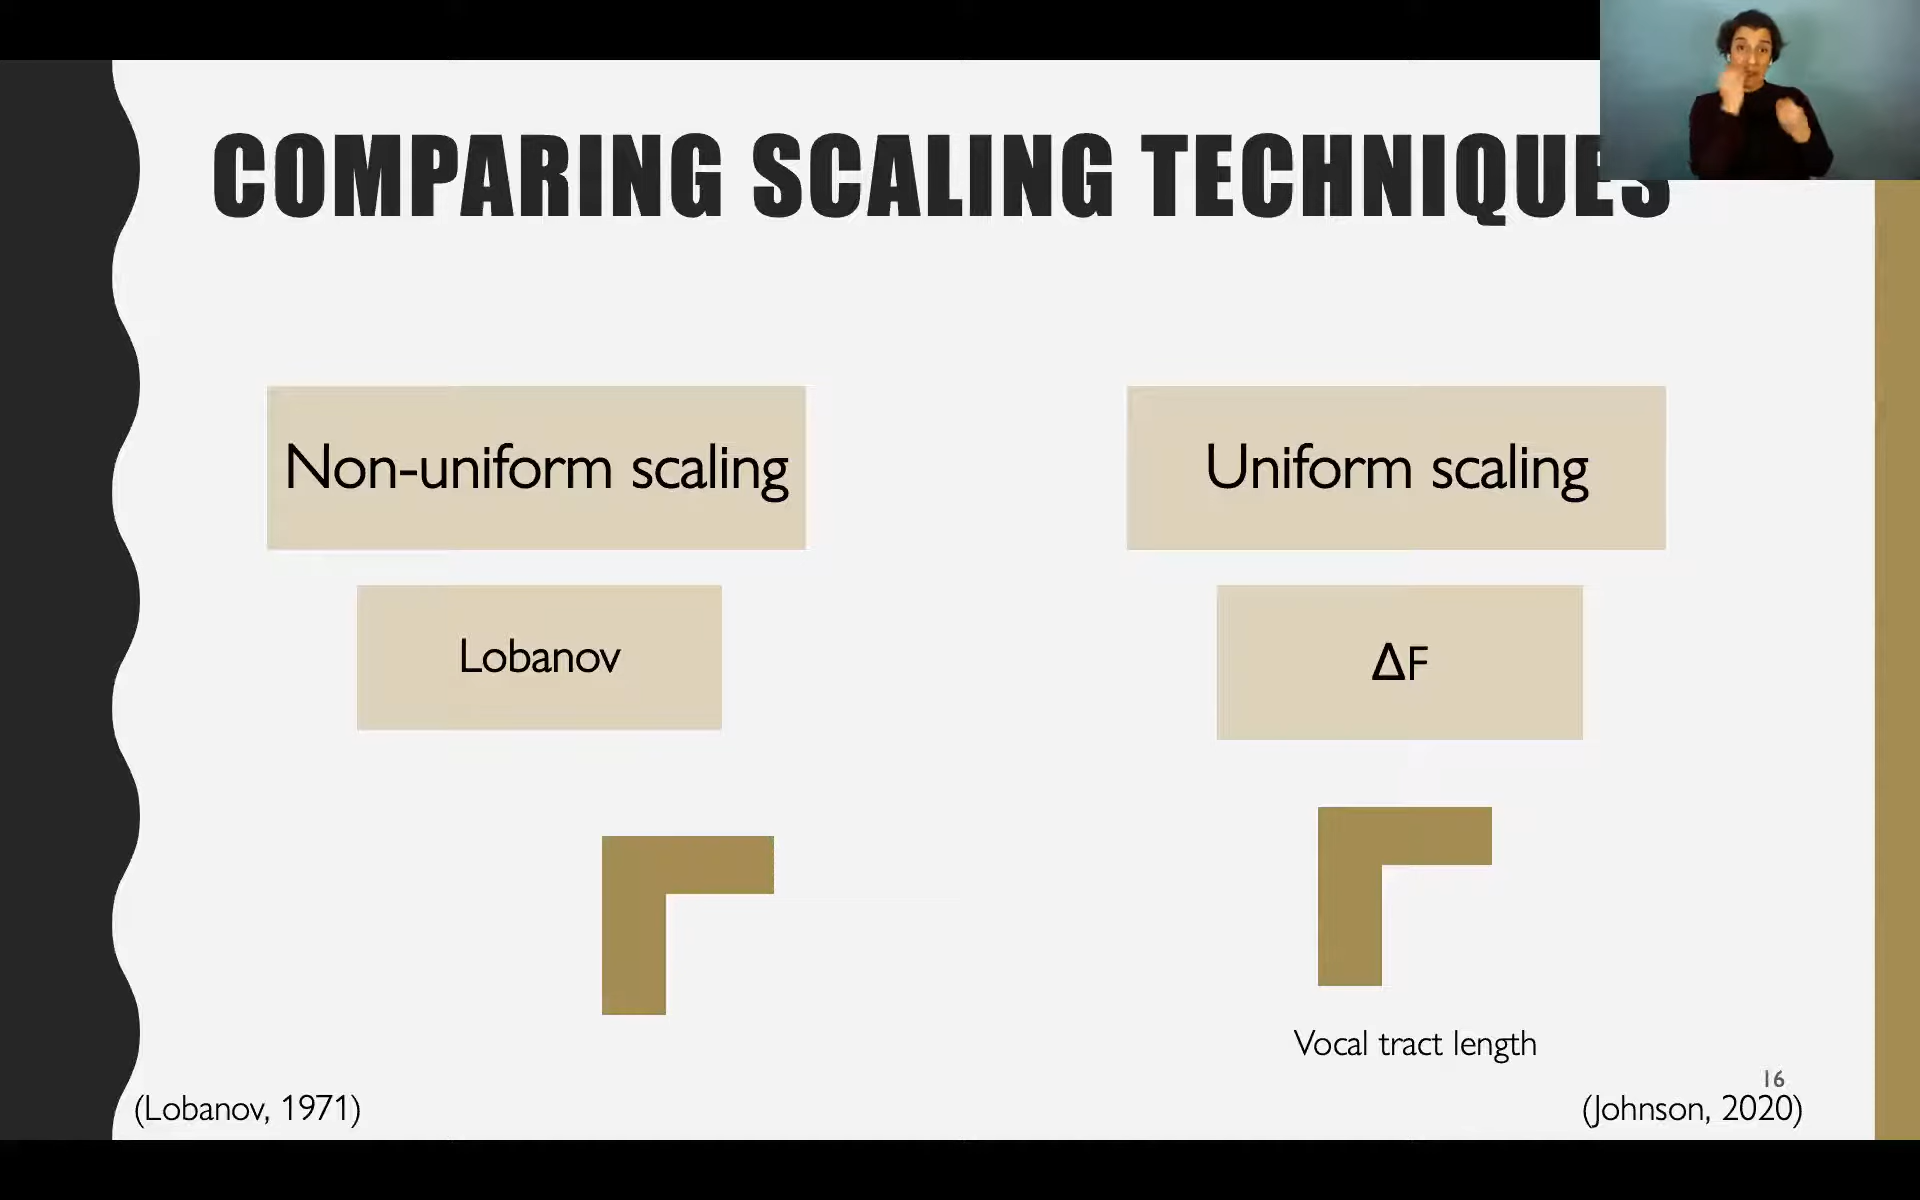 COMPARING SCALING TECHNIQUES
Non-uniform scaling
Uniform scaling
Lobanov
ΔF
Vocal tract length
16
(Lobanov, 1971)
(Johnson, 2020)